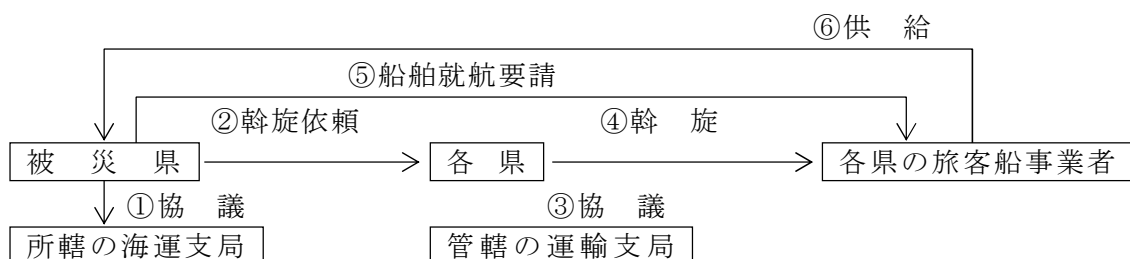 ⑥供　給
⑤船舶就航要請
②斡旋依頼　④斡　旋
被　災　県　各　県　各県の旅客船事業者
①協　議　③協　議
所轄の海運支局　管轄の運輸支局